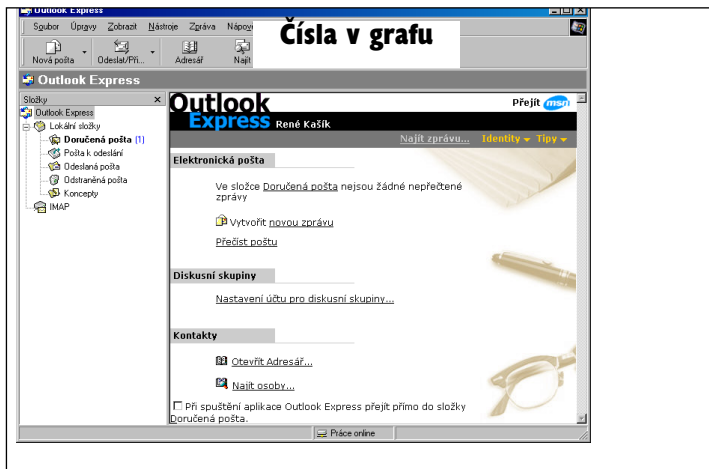 Outlook Express
Čísla v grafu
Soubor Úpravy Zobrazit Nástroje Zpráva Nápov
Nová pošta Odeslat/Při... Adresář Najít
Outlook Express
Složky ×
Outlook Express
Lokální složky
Doručená pošta (1)
Pošta k odeslání
Odeslaná pošta
Odstraněná pošta
Koncepty
IMAP
Outlook
Express René Kašík
Přejít msn
Najít zprávu... Identity Tipy
Elektronická pošta
Ve složce Doručená pošta nejsou žádné nepřečtené
zprávy
Vytvořit novou zprávu
Přečíst poštu
Diskusní skupiny
Nastavení účtu pro diskusní skupiny...
Kontakty
Otevřít Adresář...
Najít osoby...
Při spuštění aplikace Outlook Express přejít přímo do složky
Doručená pošta.
Práce online